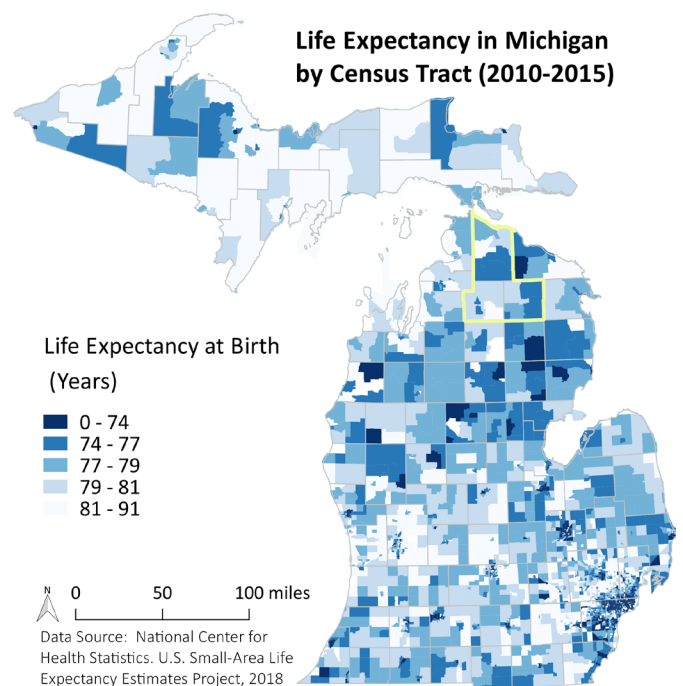 Life Expectancy in Michigan
by Census Tract (2010-2015)
Life Expectancy at Birth
(Years)
0 - 74
74 - 77
77 - 79
79 - 81
81 - 91
N
0 50 100 miles
Data Source: National Center for
Health Statistics. U.S. Small-Area Life
Expectancy Estimates Project, 2018